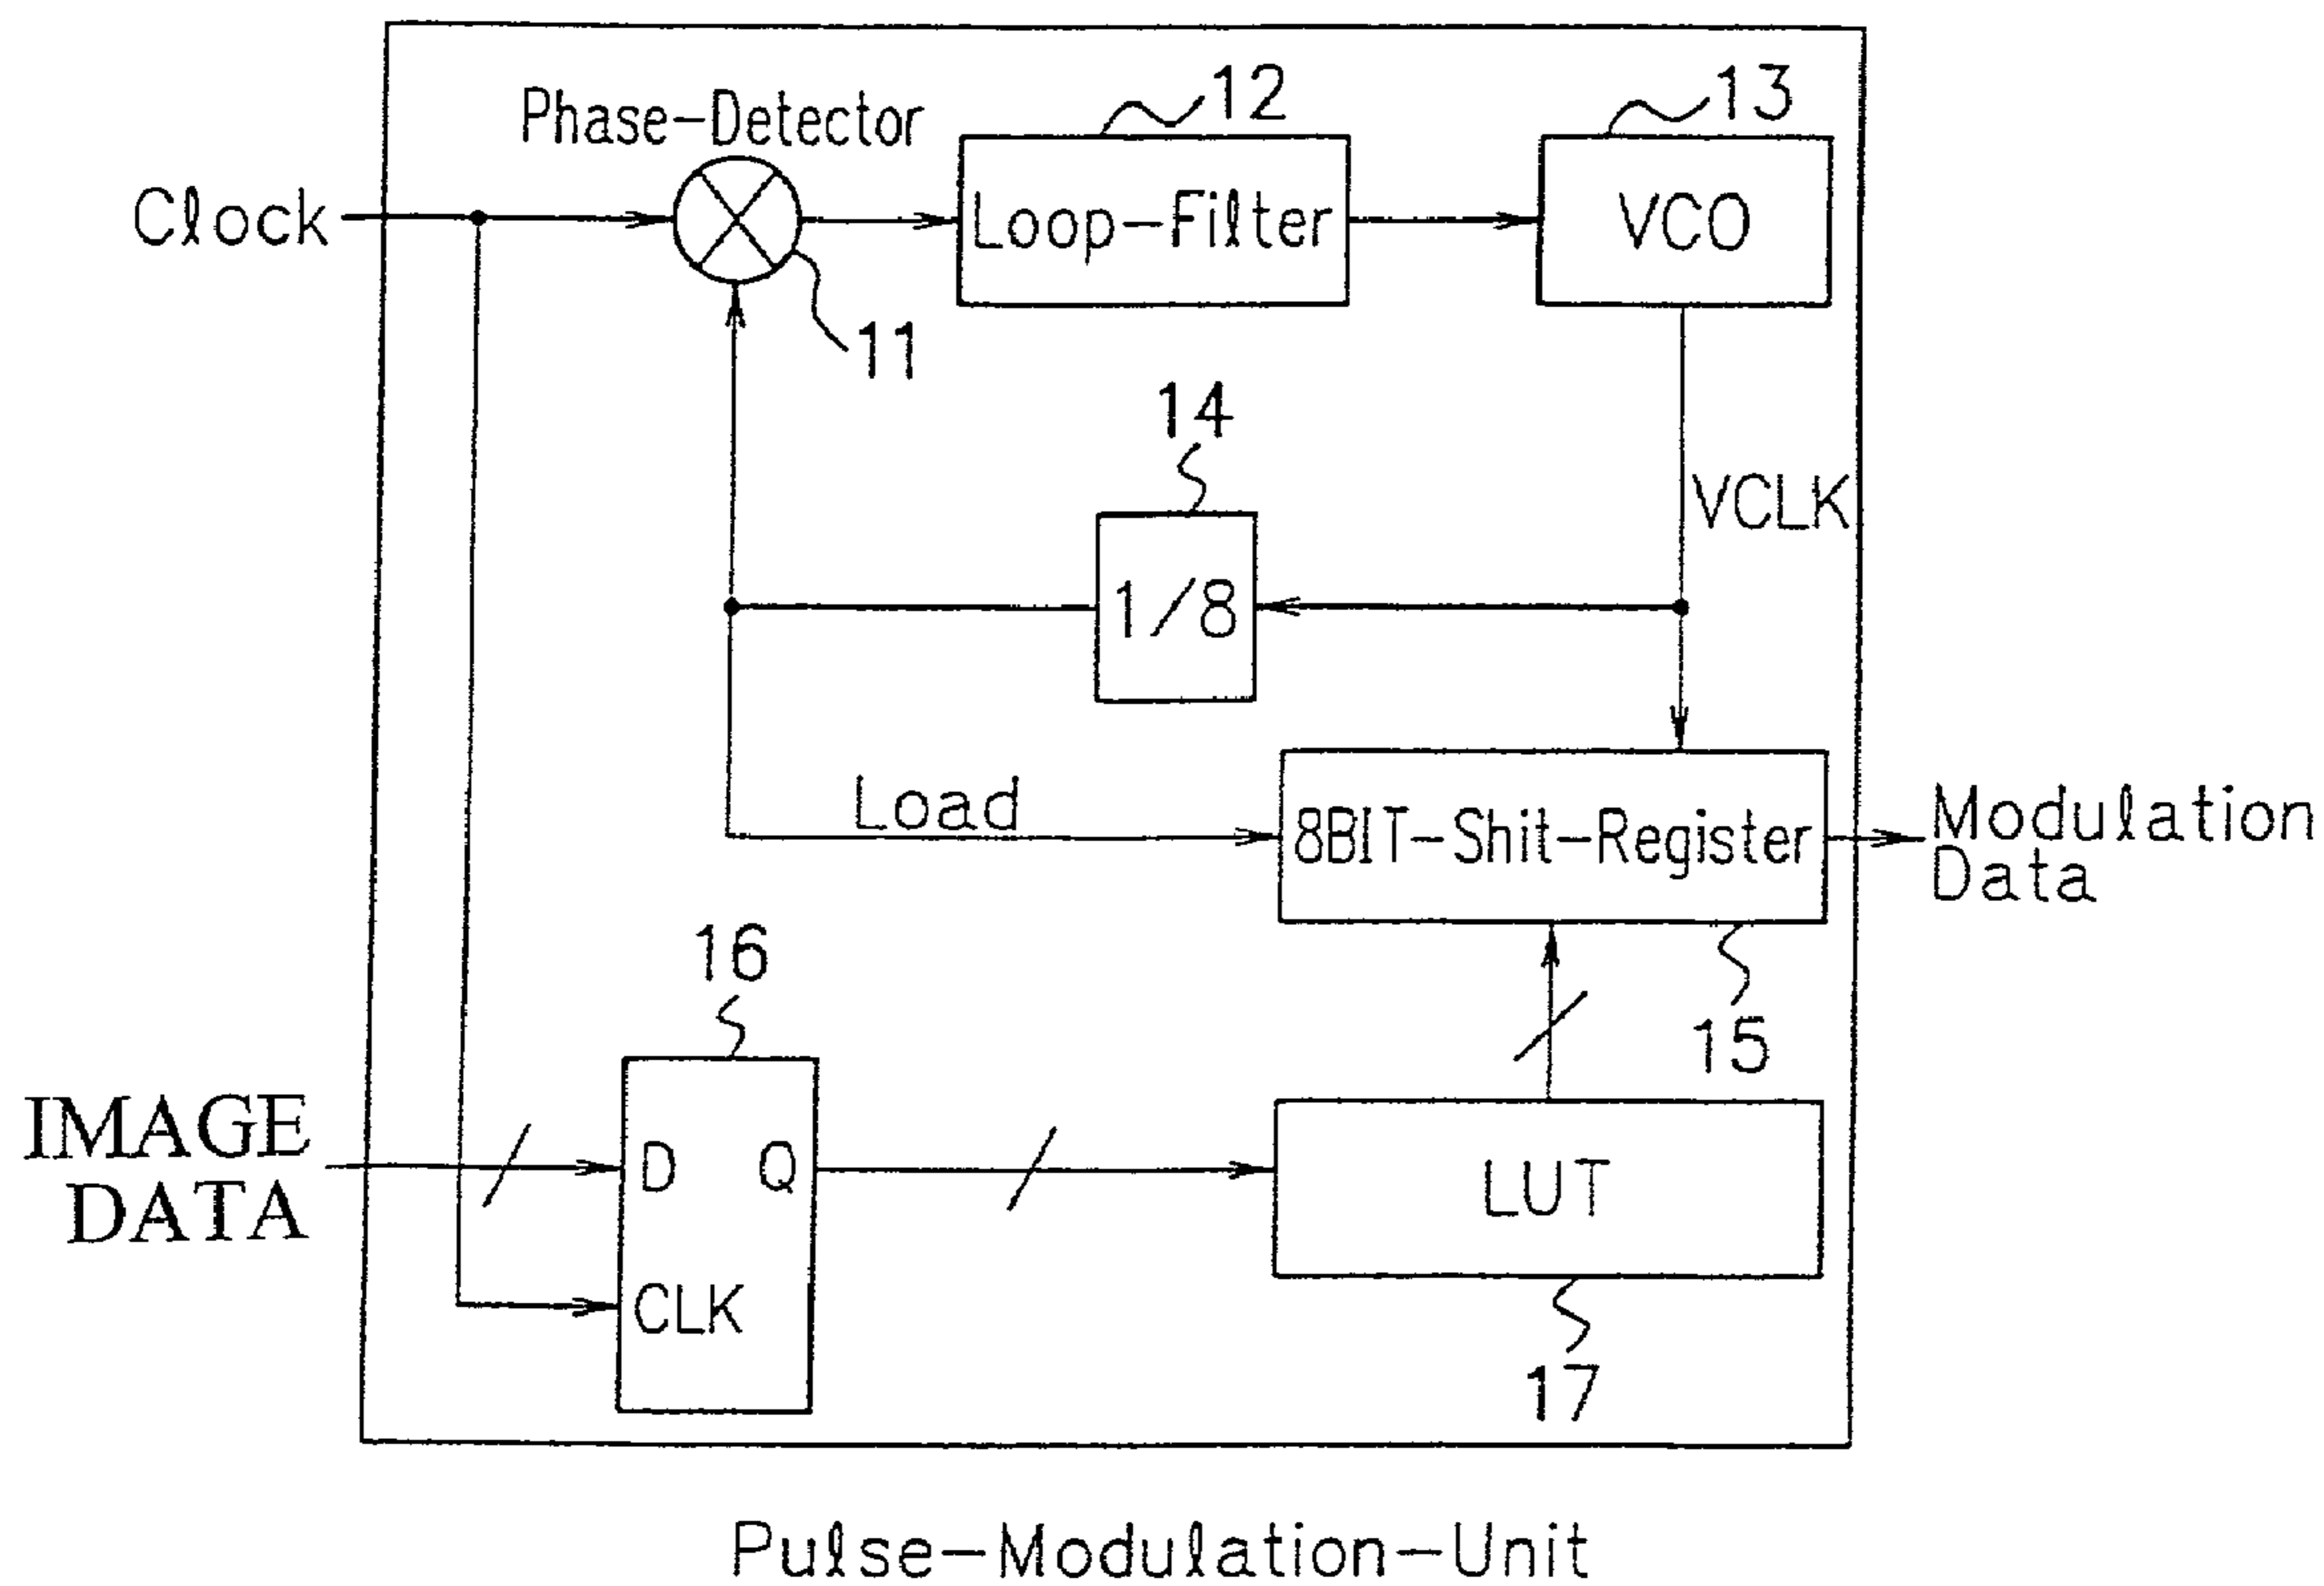 12
13
Phase-Detector
Clock
Loop-Filter
VCO
11
14
VCLK
1/8
Load
8BIT-Shit-Register
Modulation
Data
16
15
IMAGE
DATA
D Q
LUT
CLK
17
Pulse-Modulation-Unit